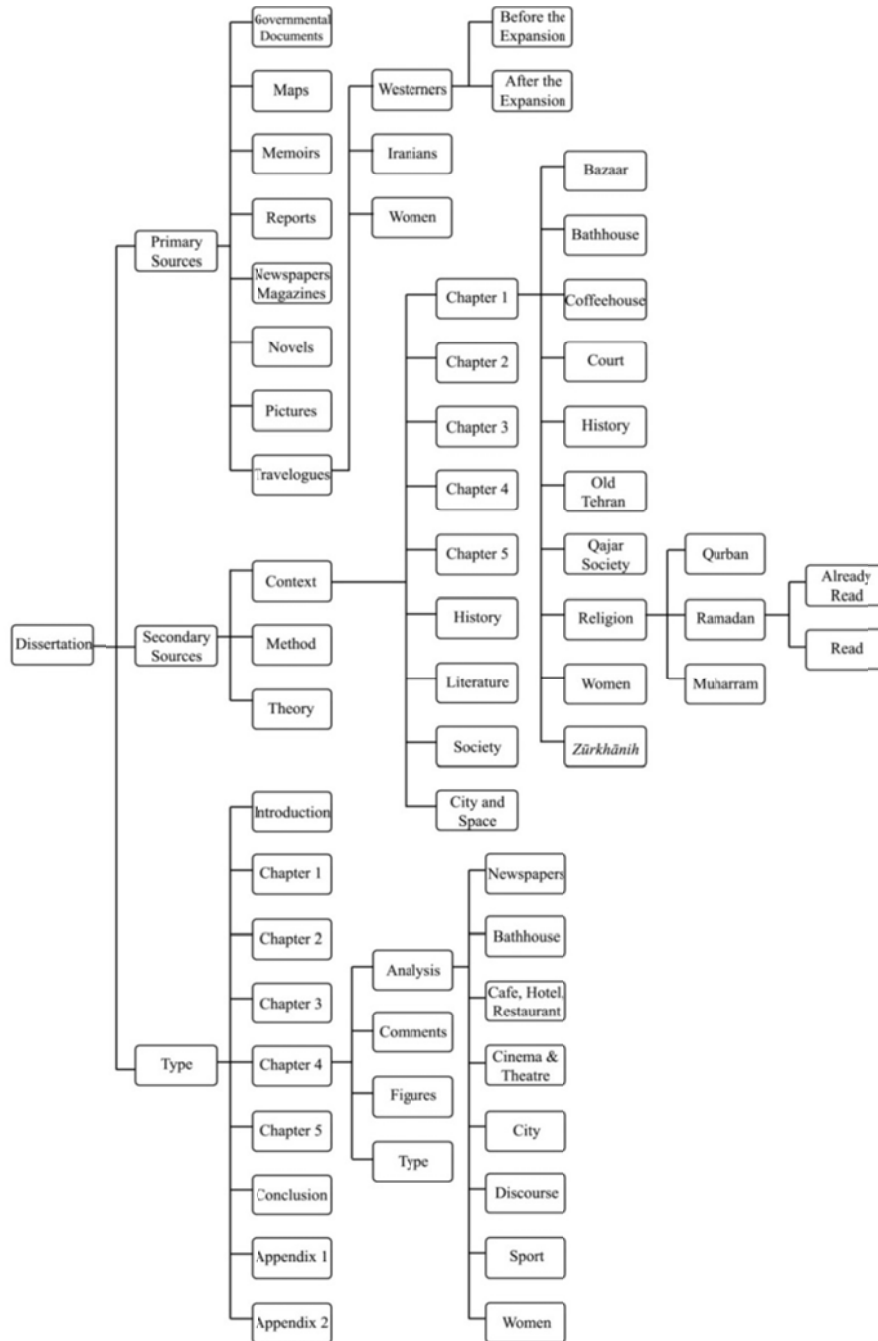 Dissertation
Primary
Sources
Governmental
Documents
Maps
Memoirs
Reports
Newspapers
Magazines
Novels
Pictures
Travelogues
Westerners
Before the
Expansion
After the
Expansion
Iranians
Women
Secondary
Sources
Context
Chapter 1
Bazaar
Bathhouse
Coffeehouse
Court
History
Old
Tehran
Qajar
Society
Religion
Qurban
Ramadan
Already
Read
Read
Muharram
Women
Zūrkhānih
Chapter 2
Chapter 3
Chapter 4
Chapter 5
History
Literature
Society
City and
Space
Method
Theory
Type
Introduction
Chapter 1
Chapter 2
Chapter 3
Chapter 4
Analysis
Newspapers
Bathhouse
Cafe, Hotel,
Restaurant
Cinema &
Theatre
City
Discourse
Sport
Women
Comments
Figures
Type
Chapter 5
Conclusion
Appendix 1
Appendix 2